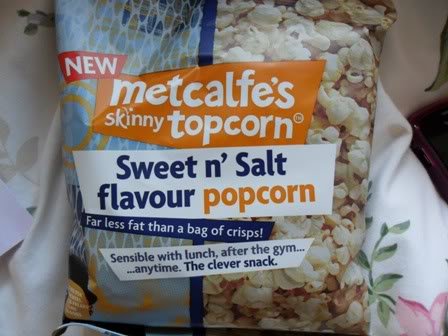 NEW
metcalfe's
skinny topcorn™
Sweet n' Salt
flavour popcorn
Far less fat than a bag of crisps!
Sensible with lunch, after the gym...
...anytime. The clever snack.